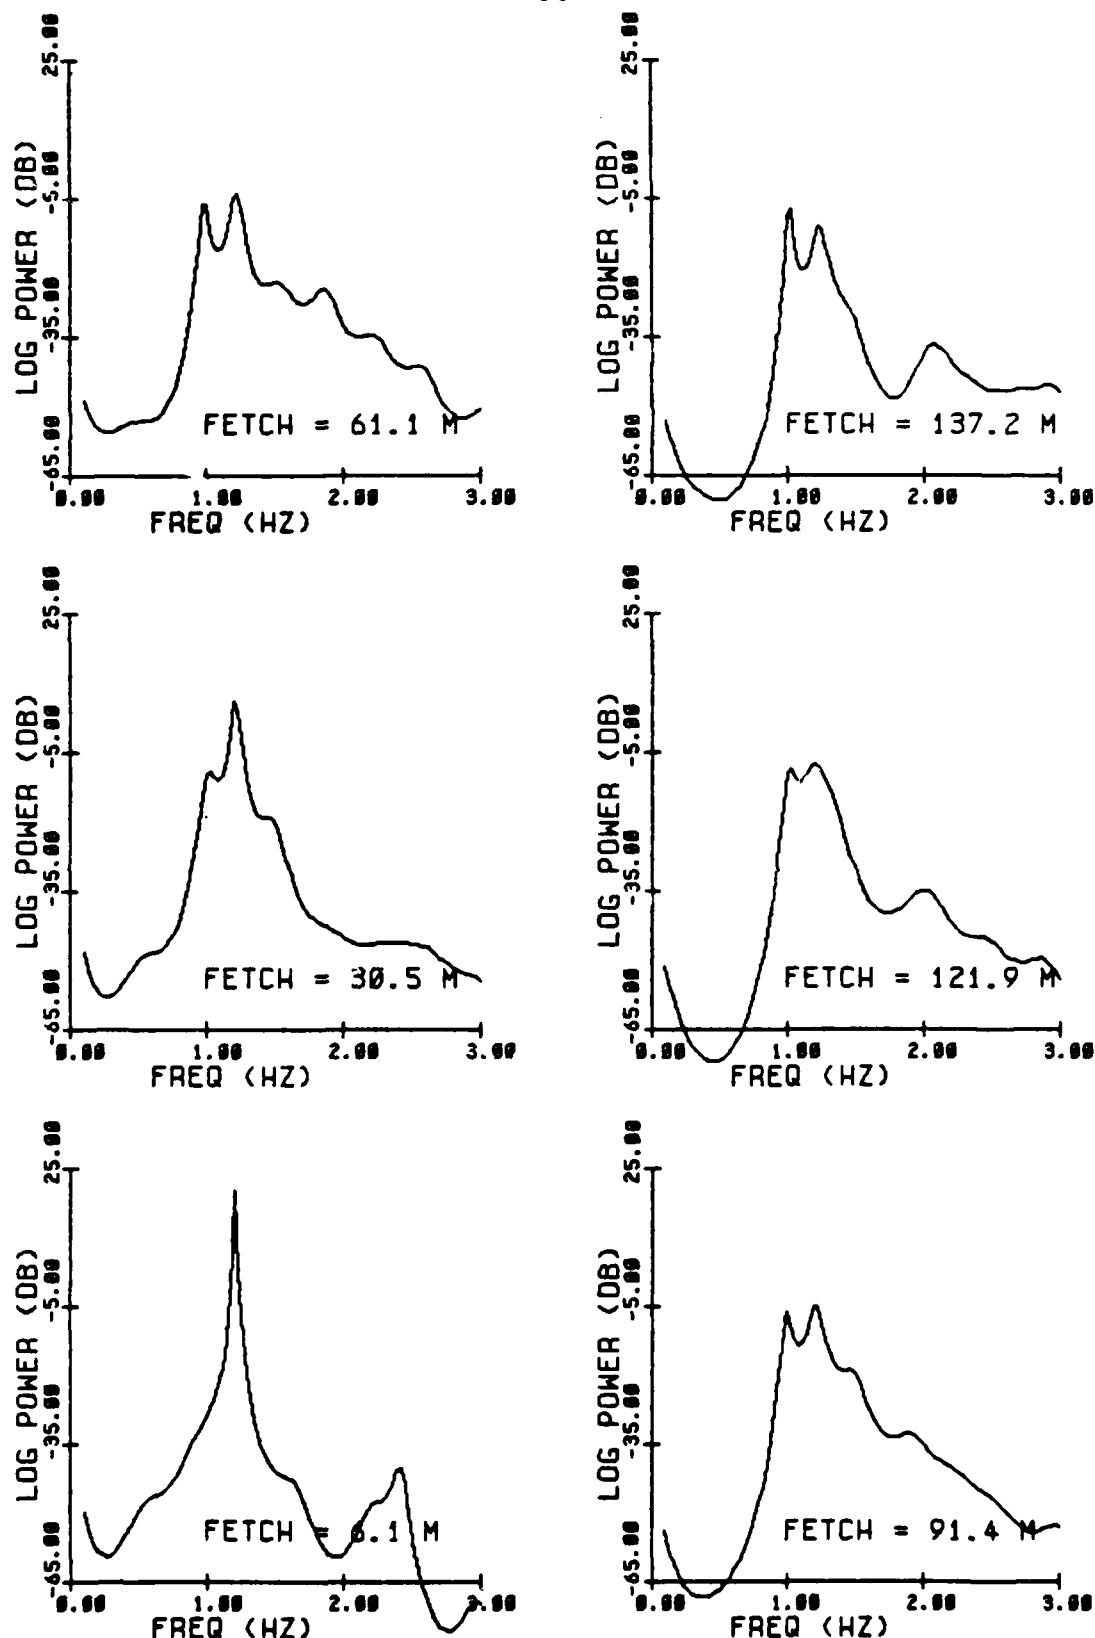 25.00
-5.00
-35.00
-65.00
LOG POWER (DB)
FETCH = 61.1 M
0.00 1.00 2.00 3.00
FREQ (HZ)
25.00
-5.00
-35.00
-65.00
LOG POWER (DB)
FETCH = 137.2 M
0.00 1.00 2.00 3.00
FREQ (HZ)
25.00
-5.00
-35.00
-65.00
LOG POWER (DB)
FETCH = 30.5 M
0.00 1.00 2.00 3.00
FREQ (HZ)
25.00
-5.00
-35.00
-65.00
LOG POWER (DB)
FETCH = 121.9 M
0.00 1.00 2.00 3.00
FREQ (HZ)
25.00
-5.00
-35.00
-65.00
LOG POWER (DB)
FETCH = 6.1 M
0.00 1.00 2.00 3.00
FREQ (HZ)
25.00
-5.00
-35.00
-65.00
LOG POWER (DB)
FETCH = 91.4 M
0.00 1.00 2.00 3.00
FREQ (HZ)